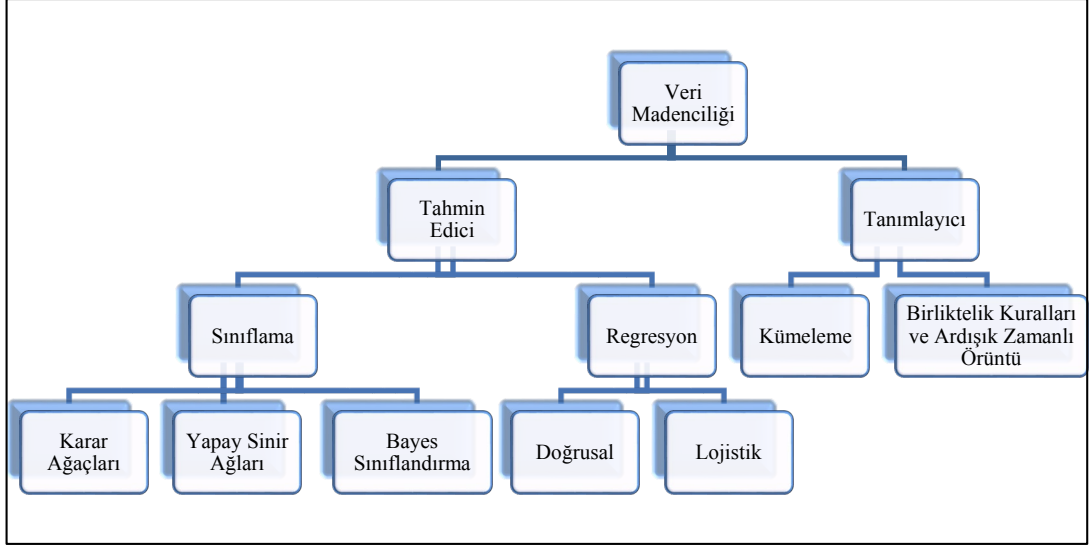 Veri
Madenciliği
Tahmin
Edici
Tanımlayıcı
Sınıflama
Regresyon
Kümeleme
Birliktelik Kuralları
ve Ardışık Zamanlı
Örüntü
Karar
Ağaçları
Yapay Sinir
Ağları
Bayes
Sınıflandırma
Doğrusal
Lojistik